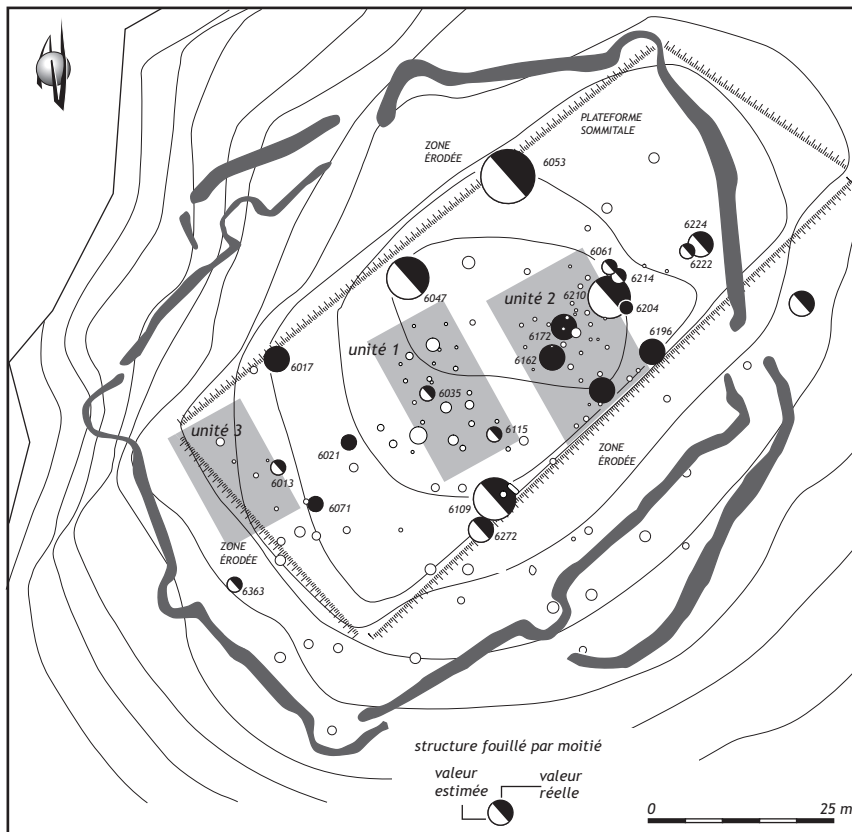 PLATEFORME
SOMMITALE
ZONE
ÉRODÉE
6053
6224
6222
6061
6214
6047
6210
6204
unité 2
unité 1
6172
6162
6196
6017
6035
unité 3
6115
6021
6013
ZONE
ÉRODÉE
6109
6071
6272
ZONE
ÉRODÉE
6363
structure fouillé par moitié
valeur
estimée
valeur
réelle
0
25 m